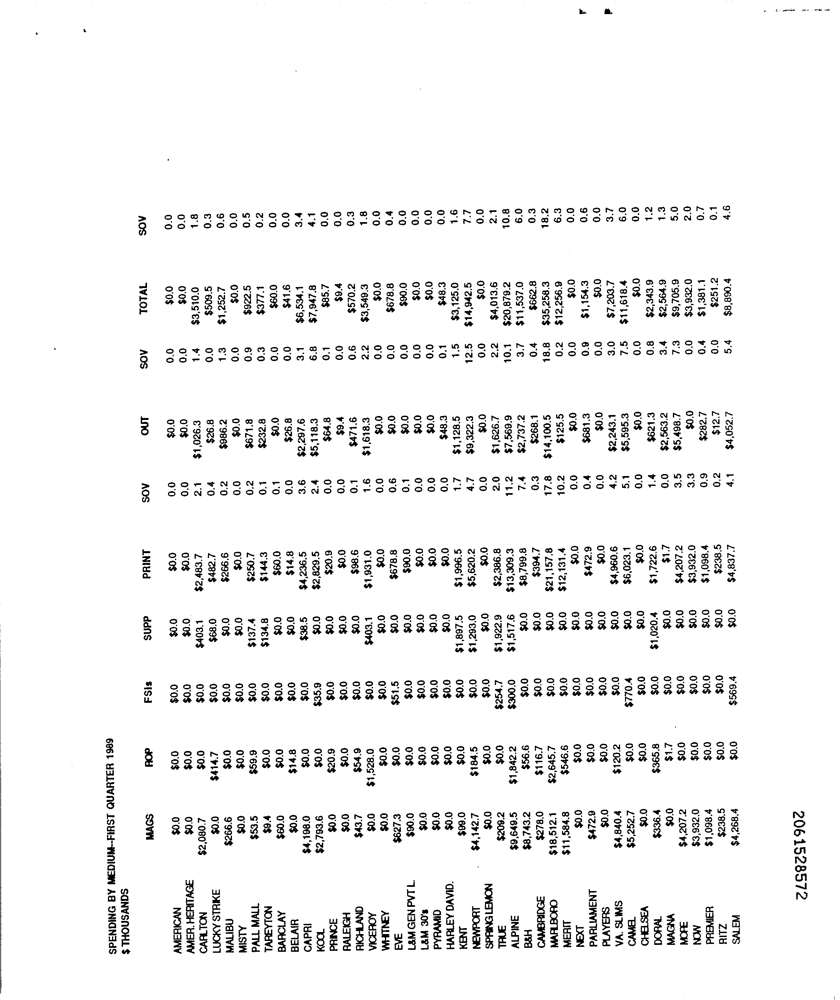 SPENDING BY MEDIUM--FIRST QUARTER 1989
$ THOUSANDS
MAGS ROP FSIs SUPP PRINT SOV OUT SOV TOTAL SOV
AMERICAN $0.0 $0.0 $0.0 $0.0 $0.0 0.0 $0.0 0.0 $0.0 0.0
AMER. HERITAGE $0.0 $0.0 $0.0 $0.0 $0.0 0.0 $0.0 0.0 $0.0 0.0
CARLTON $2,080.7 $0.0 $0.0 $403.1 $2,483.7 2.1 $1,026.3 1.4 $3,510.0 1.8
LUCKY STRIKE $0.0 $414.7 $0.0 $68.0 $482.7 0.4 $26.8 0.0 $509.5 0.3
MALIBU $266.6 $0.0 $0.0 $0.0 $266.6 0.2 $986.2 1.3 $1,252.7 0.6
MISTY $0.0 $0.0 $0.0 $0.0 $0.0 0.0 $0.0 0.0 $0.0 0.0
PALL MALL $53.5 $59.9 $0.0 $137.4 $250.7 0.2 $671.8 0.9 $922.5 0.5
TAREYTON $9.4 $0.0 $0.0 $134.8 $144.3 0.1 $232.8 0.3 $377.1 0.2
BARCLAY $60.0 $0.0 $0.0 $0.0 $60.0 0.1 $0.0 0.0 $60.0 0.0
BELAIR $0.0 $14.8 $0.0 $0.0 $14.8 0.0 $26.8 0.0 $41.6 0.0
CAPRI $4,198.0 $0.0 $0.0 $38.5 $4,236.5 3.6 $2,297.6 3.1 $6,534.1 3.4
KOOL $2,793.6 $0.0 $35.9 $0.0 $2,829.5 2.4 $5,118.3 6.8 $7,947.8 4.1
PRINCE $0.0 $20.9 $0.0 $0.0 $20.9 0.0 $64.8 0.1 $85.7 0.0
RALEIGH $0.0 $0.0 $0.0 $0.0 $0.0 0.0 $9.4 0.0 $9.4 0.0
RICHLAND $43.7 $54.9 $0.0 $0.0 $98.6 0.1 $471.6 0.6 $570.2 0.3
VICEROY $0.0 $1,528.0 $0.0 $403.1 $1,931.0 1.6 $1,618.3 2.2 $3,549.3 1.8
WHITNEY $0.0 $0.0 $0.0 $0.0 $0.0 0.0 $0.0 0.0 $0.0 0.0
EVE $627.3 $0.0 $51.5 $0.0 $678.8 0.6 $0.0 0.0 $678.8 0.4
L&M GEN PVT L. $90.0 $0.0 $0.0 $0.0 $90.0 0.1 $0.0 0.0 $90.0 0.0
L&M 30's $0.0 $0.0 $0.0 $0.0 $0.0 0.0 $0.0 0.0 $0.0 0.0
PYRAMID $0.0 $0.0 $0.0 $0.0 $0.0 0.0 $0.0 0.0 $0.0 0.0
HARLEY DAVID. $0.0 $0.0 $0.0 $0.0 $0.0 0.0 $48.3 0.1 $48.3 0.0
KENT $99.0 $0.0 $0.0 $1,897.5 $1,996.5 1.7 $1,128.5 1.5 $3,125.0 1.6
NEWPORT $4,142.7 $184.5 $0.0 $1,293.0 $5,620.2 4.7 $9,322.3 12.5 $14,942.5 7.7
SPRING LEMON $0.0 $0.0 $0.0 $0.0 $0.0 0.0 $0.0 0.0 $0.0 0.0
TRUE $209.2 $0.0 $254.7 $1,922.9 $2,386.8 2.0 $1,626.7 2.2 $4,013.6 2.1
ALPINE $9,649.5 $1,842.2 $300.0 $1,517.6 $13,309.3 11.2 $7,569.9 10.1 $20,879.2 10.8
B&H $8,743.2 $56.6 $0.0 $0.0 $8,799.8 7.4 $2,737.2 3.7 $11,537.0 6.0
CAMBRIDGE $278.0 $116.7 $0.0 $0.0 $394.7 0.3 $268.1 0.4 $662.8 0.3
MARLBORO $18,512.1 $2,645.7 $0.0 $0.0 $21,157.8 17.8 $14,100.5 18.8 $35,258.3 18.2
MERIT $11,584.8 $546.6 $0.0 $0.0 $12,131.4 10.2 $125.5 0.2 $12,256.9 6.3
NEXT $0.0 $0.0 $0.0 $0.0 $0.0 0.0 $0.0 0.0 $0.0 0.0
PARLIAMENT $472.9 $0.0 $0.0 $0.0 $472.9 0.4 $681.3 0.9 $1,154.3 0.6
PLAYERS $0.0 $0.0 $0.0 $0.0 $0.0 0.0 $0.0 0.0 $0.0 0.0
VA. SLIMS $4,840.4 $120.2 $0.0 $0.0 $4,960.6 4.2 $2,243.1 3.0 $7,203.7 3.7
CAMEL $5,252.7 $0.0 $770.4 $0.0 $6,023.1 5.1 $5,595.3 7.5 $11,618.4 6.0
CHELSEA $0.0 $0.0 $0.0 $0.0 $0.0 0.0 $0.0 0.0 $0.0 0.0
DORAL $336.4 $365.8 $0.0 $1,020.4 $1,722.6 1.4 $621.3 0.8 $2,343.9 1.2
MAGNA $0.0 $1.7 $0.0 $0.0 $1.7 0.0 $2,563.2 3.4 $2,564.9 1.3
MORE $4,207.2 $0.0 $0.0 $0.0 $4,207.2 3.5 $5,498.7 7.3 $9,705.9 5.0
NOW $3,932.0 $0.0 $0.0 $0.0 $3,932.0 3.3 $0.0 0.0 $3,932.0 2.0
PREMIER $1,098.4 $0.0 $0.0 $0.0 $1,098.4 0.9 $282.7 0.4 $1,381.1 0.7
RITZ $238.5 $0.0 $0.0 $0.0 $238.5 0.2 $12.7 0.0 $251.2 0.1
SALEM $4,268.4 $0.0 $569.4 $0.0 $4,837.7 4.1 $4,052.7 5.4 $8,890.4 4.6
2061528572